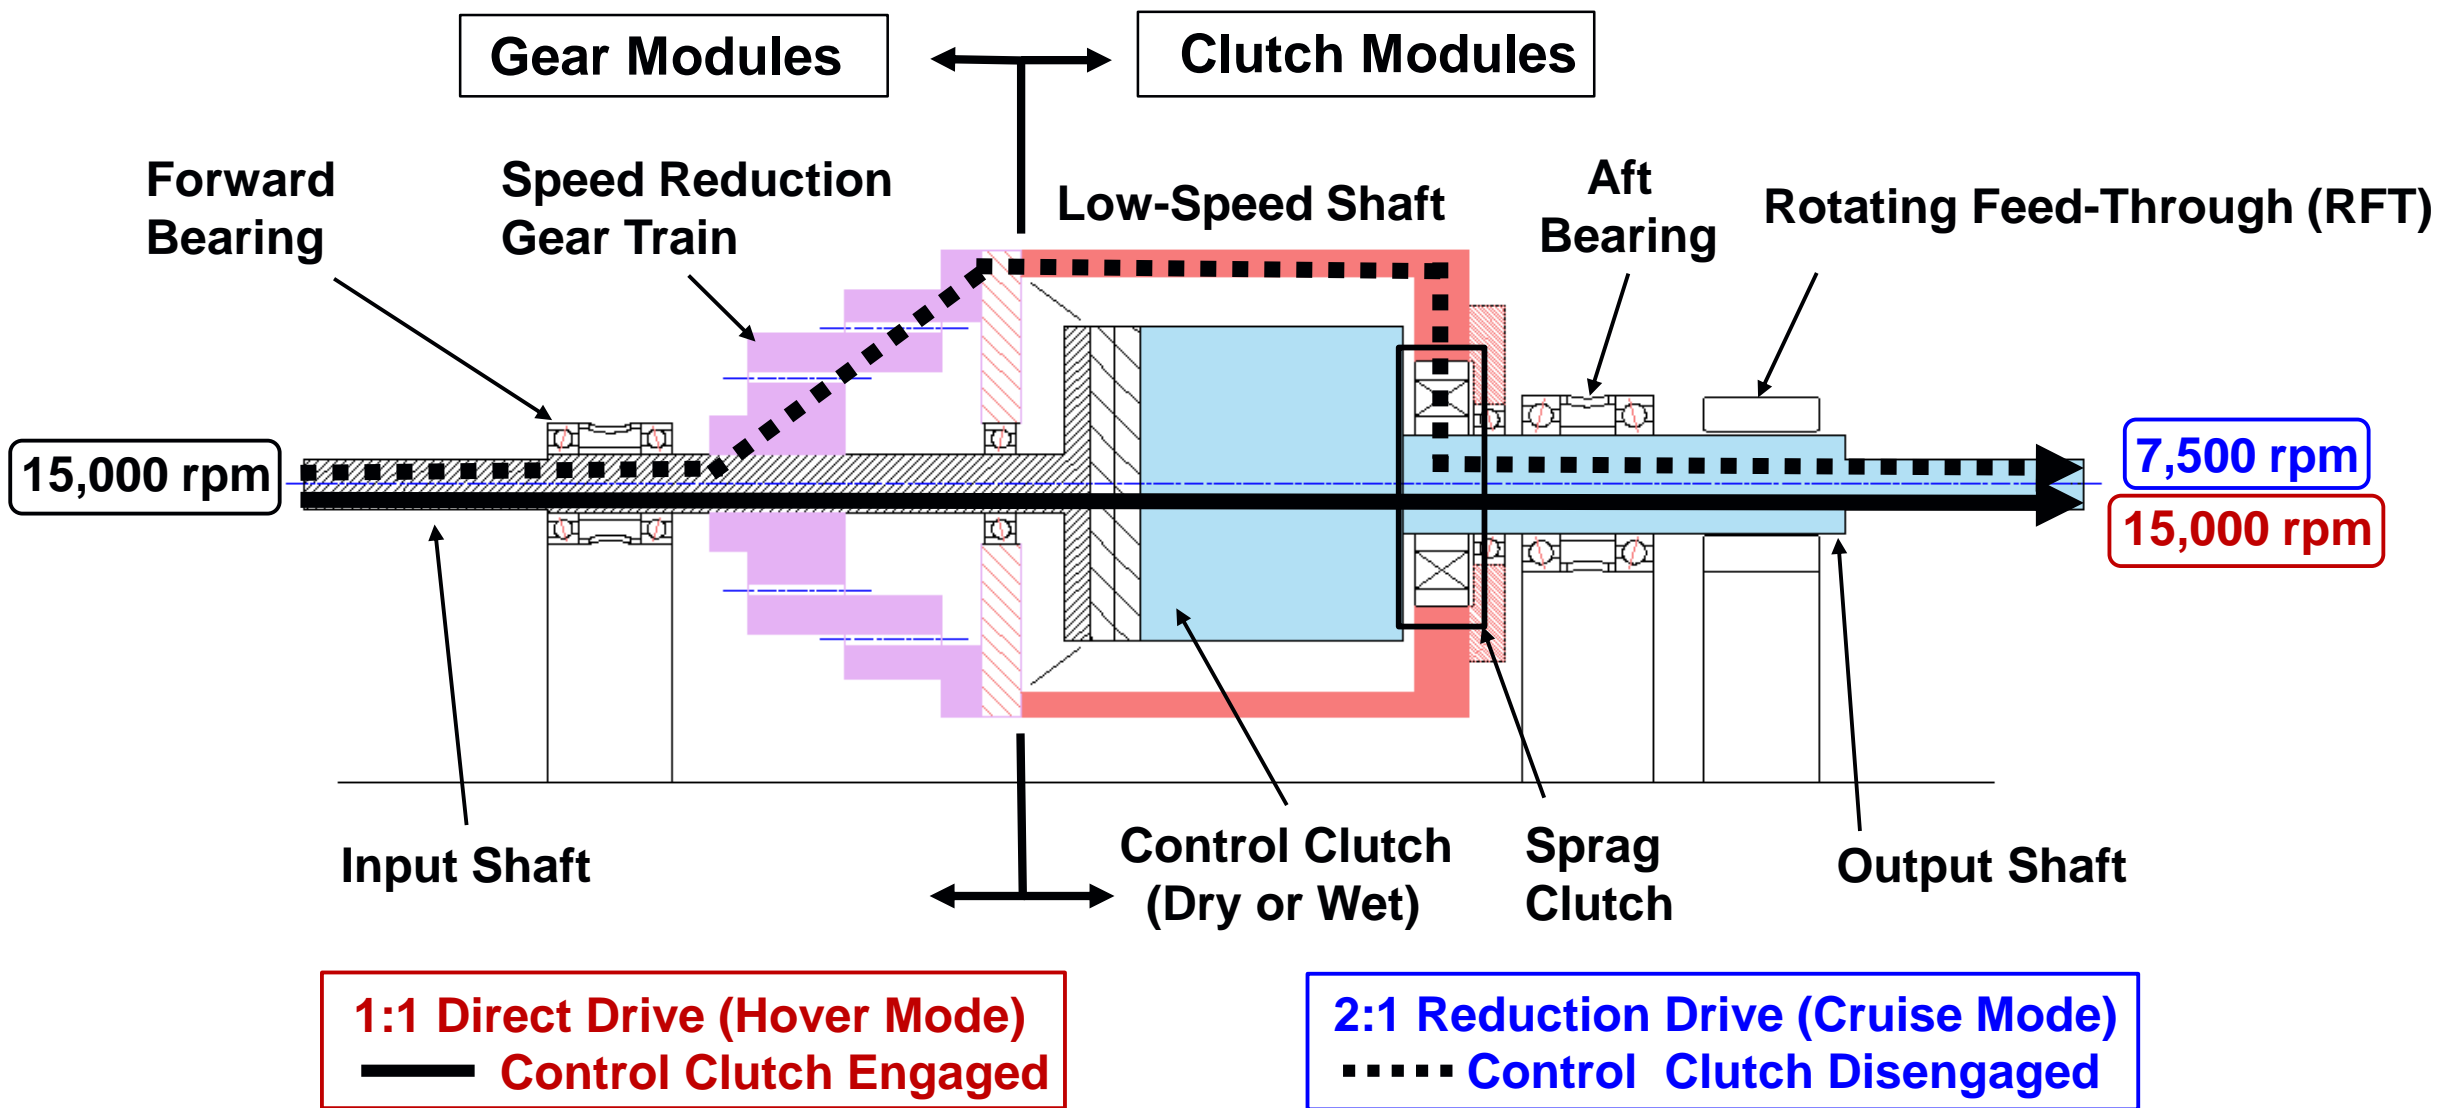 Gear Modules
Clutch Modules
Forward
Bearing
Speed Reduction
Gear Train
Low-Speed Shaft
Aft
Bearing
Rotating Feed-Through (RFT)
15,000 rpm
7,500 rpm
15,000 rpm
Input Shaft
Control Clutch
(Dry or Wet)
Sprag
Clutch
Output Shaft
1:1 Direct Drive (Hover Mode)
Control Clutch Engaged
2:1 Reduction Drive (Cruise Mode)
Control Clutch Disengaged